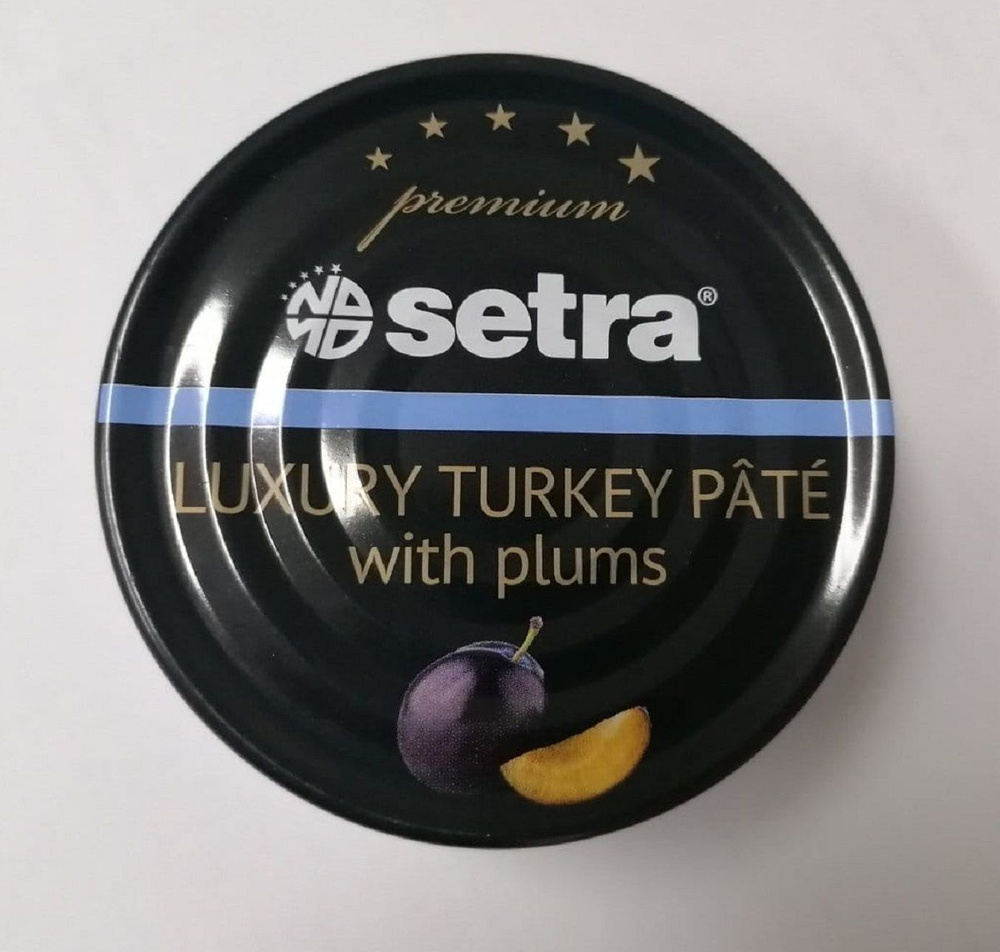 premium
setra®
LUXURY TURKEY PÂTÉ
with plums